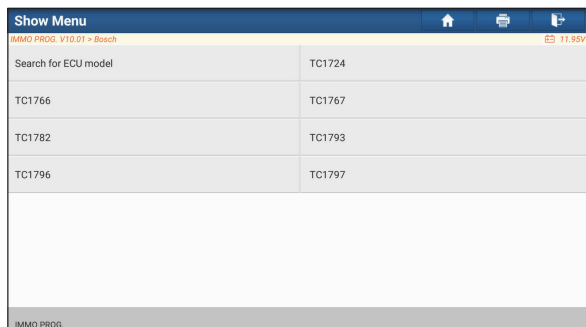 Show Menu
IMMO PROG. V10.01 > Bosch
11.95V
Search for ECU model
TC1724
TC1766
TC1767
TC1782
TC1793
TC1796
TC1797
IMMO PROG.